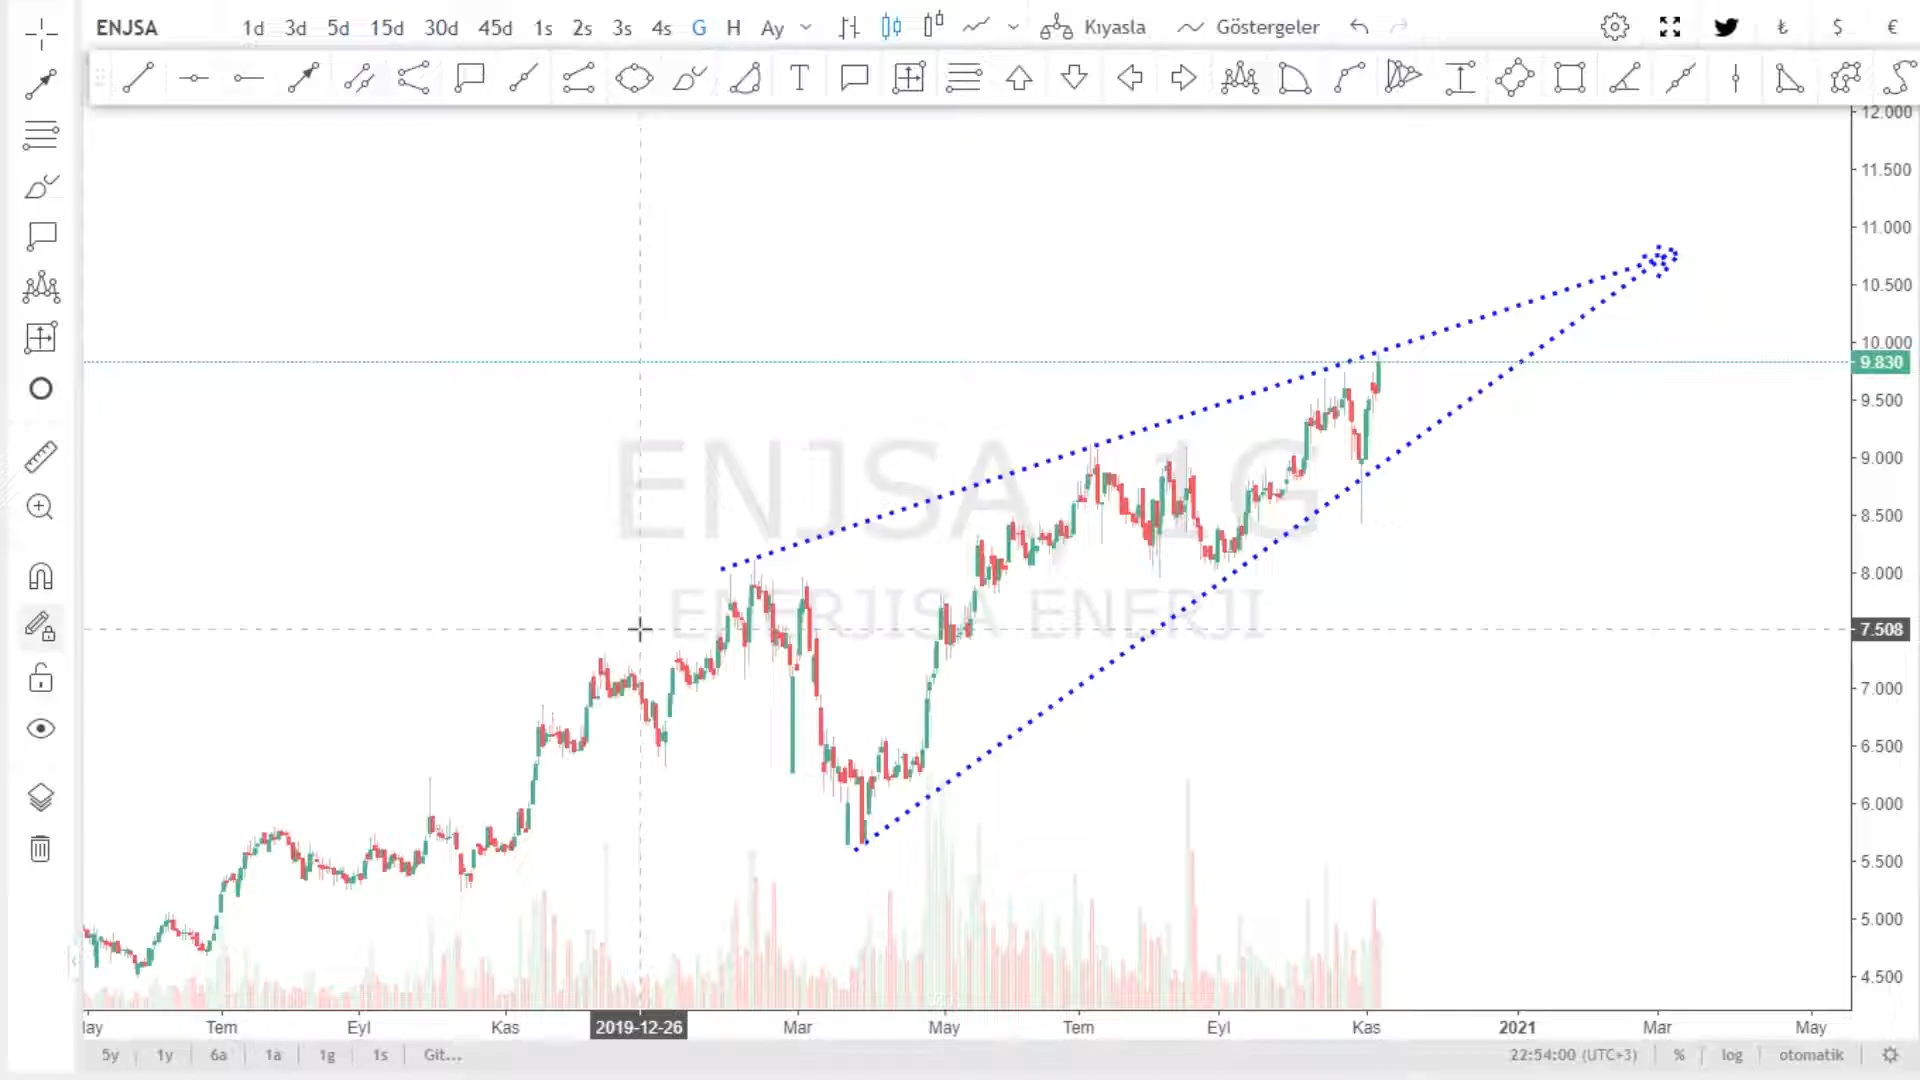 ENJSA 1d 3d 5d 15d 30d 45d 1s 2s 3s 4s G H Ay Kıyasla Göstergeler ₺ $ €
T
12.000
11.500
11.000
10.500
10.000
9.830
9.500
9.000
8.500
8.000
7.508
7.000
6.500
6.000
5.500
5.000
4.500
ENJSA, 1G
ENERJISA ENERJI
lay Tem Eyl Kas 2019-12-26 Mar May Tem Eyl Kas 2021 Mar May
5y 1y 6a 1a 1g 1s Git... 22:54:00 (UTC+3) % log otomatik